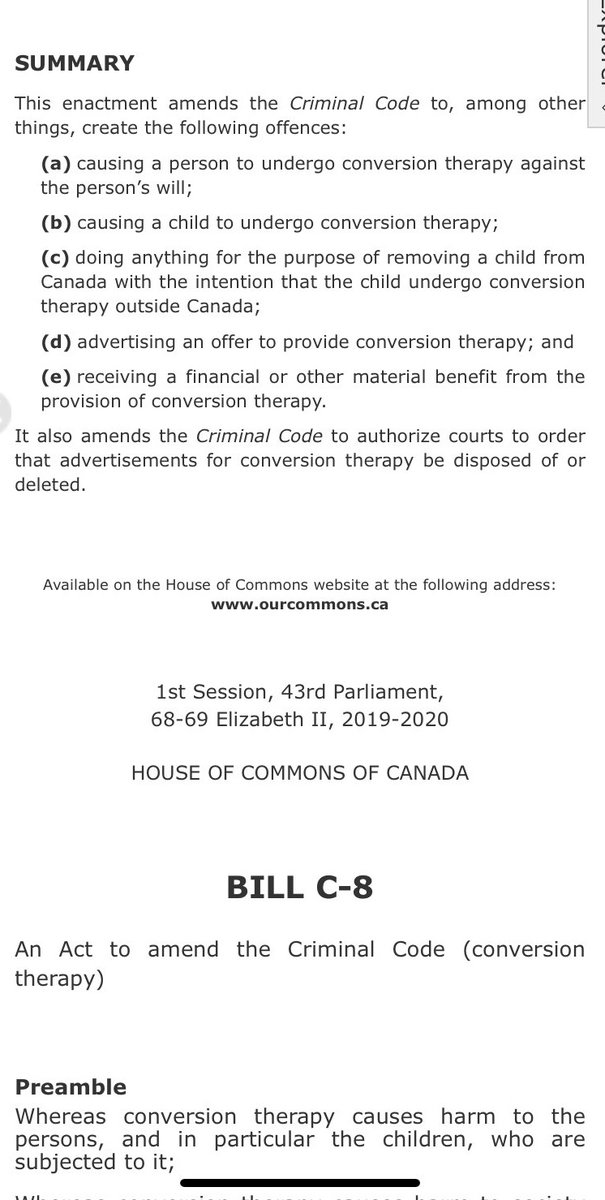 SUMMARY
This enactment amends the Criminal Code to, among other
things, create the following offences:
(a) causing a person to undergo conversion therapy against
the person’s will;
(b) causing a child to undergo conversion therapy;
(c) doing anything for the purpose of removing a child from
Canada with the intention that the child undergo conversion
therapy outside Canada;
(d) advertising an offer to provide conversion therapy; and
(e) receiving a financial or other material benefit from the
provision of conversion therapy.
It also amends the Criminal Code to authorize courts to order
that advertisements for conversion therapy be disposed of or
deleted.
Available on the House of Commons website at the following address:
www.ourcommons.ca
1st Session, 43rd Parliament,
68-69 Elizabeth II, 2019-2020
HOUSE OF COMMONS OF CANADA
BILL C-8
An Act to amend the Criminal Code (conversion
therapy)
Preamble
Whereas conversion therapy causes harm to the
persons, and in particular the children, who are
subjected to it;